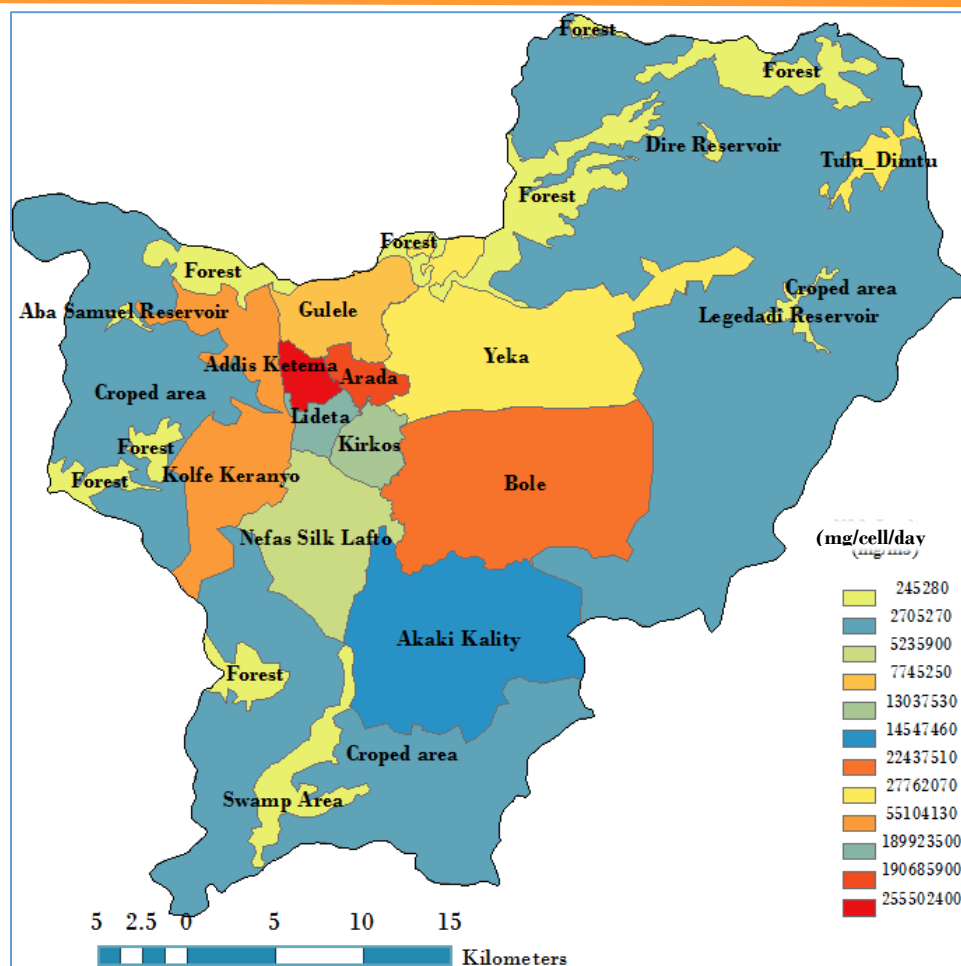 Forest
Forest
Dire Reservoir
Tulu_Dimtu
Forest
Forest
Forest
Croped area
Aba Samuel Reservoir
Gulele
Legedadi Reservoir
Yeka
Addis Ketema
Arada
Croped area
Lideta
Kirkos
Forest
Forest
Kolfe Keranyo
Bole
Nefas Silk Lafto
(mg/cell/day
245280
2705270
5235900
7745250
13037530
14547460
22437510
27762070
55104130
189923500
190685900
255502400
Akaki Kality
Forest
Croped area
Swamp Area
5 2.5 0 5 10 15
Kilometers